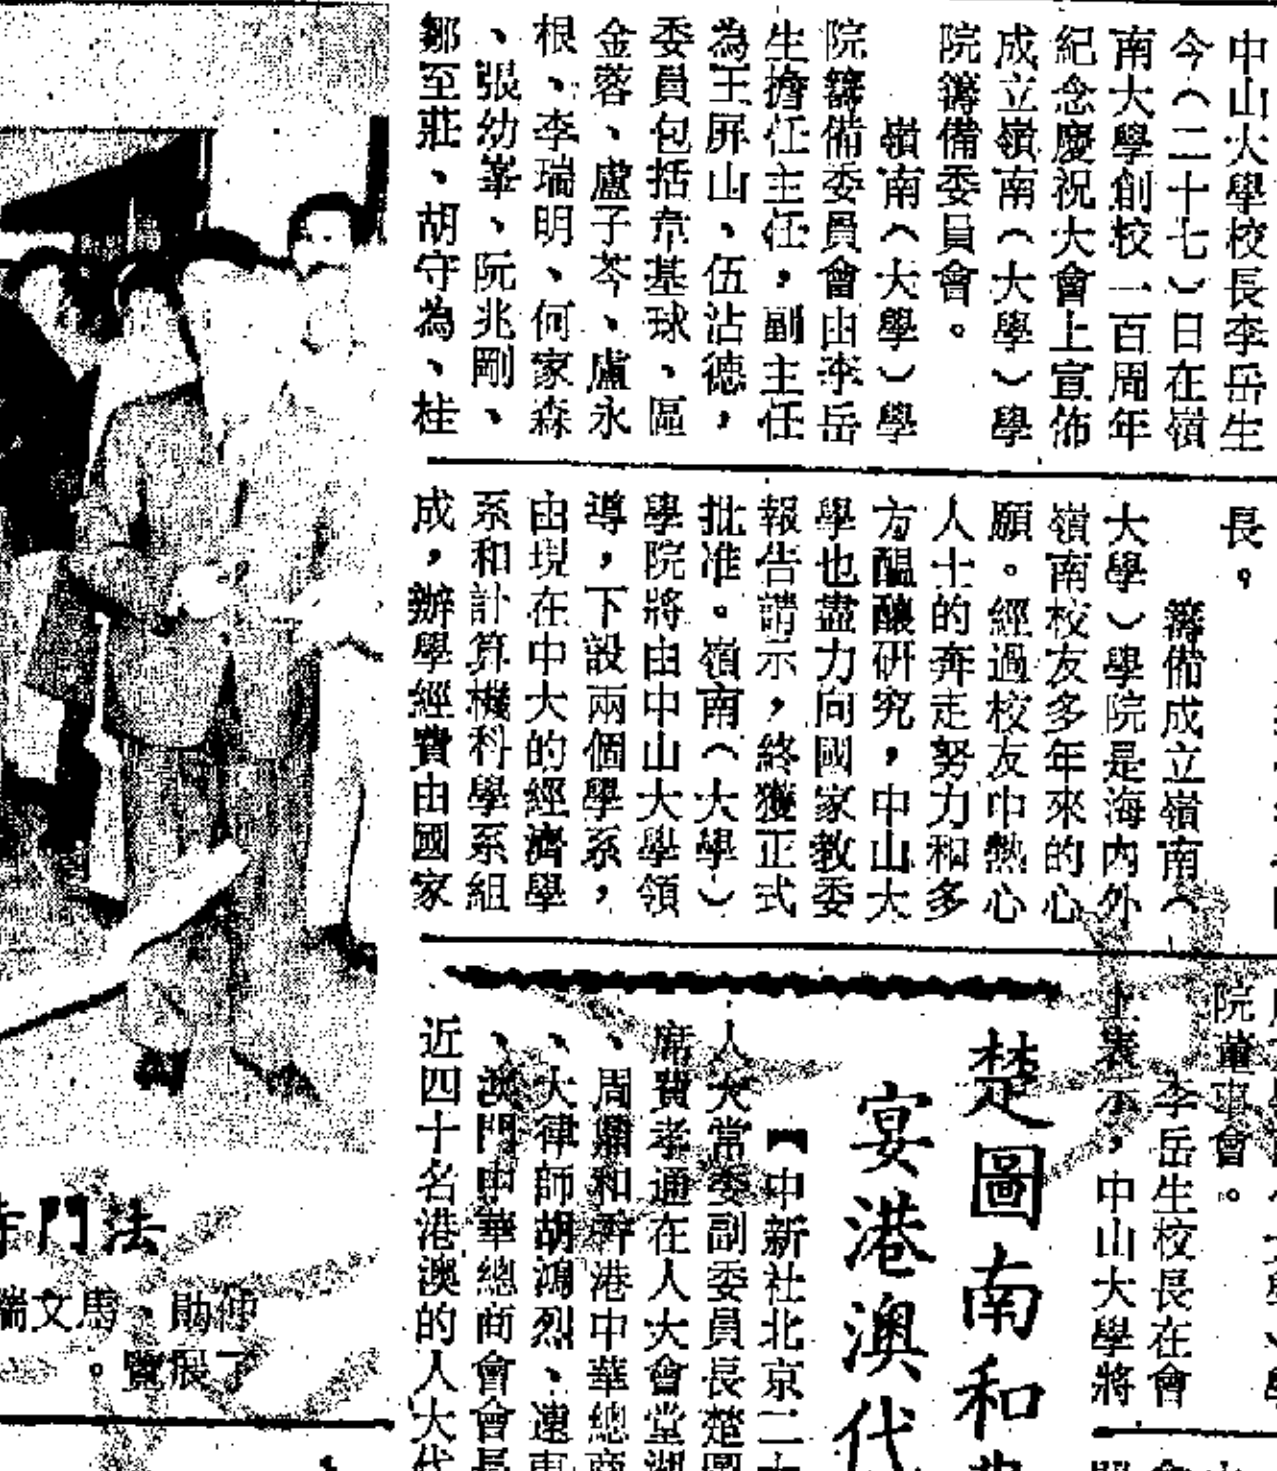 中山大學校長李岳生
今（二十七）日在嶺
南大學創校一百周年
紀念慶祝大會上宣佈
成立嶺南（大學）學
院籌備委員會。
嶺南（大學）學
院籌備委員會由李岳
生擔任主任，副主任
為王屏山、伍沾德，
委員包括韋基球、區
金蓉、盧子芩、盧永
根、李瑞明、何家森
、張幼峯、阮兆剛、
鄒至莊、胡守為、桂
長。
籌備成立嶺南（
大學）學院是海內外
嶺南校友多年來的心
願。經過校友中熱心
人士的奔走努力和多
方醞釀研究，中山大
學也盡力向國家教委
報告請示，終獲正式
批准。嶺南（大學）
學院將由中山大學領
導，下設兩個學系，
由現在中大的經濟學
系和計算機科學系組
成，辦學經費由國家
院董事會。
李岳生校長在會
上表示，中山大學將
楚圖南和
宴港澳代
【中新社北京二十
人大常委副委員長楚圖
席費孝通在人大會堂湖
、周鼎和香港中華總商
、大律師胡鴻烈、遠東
、澳門中華總商會會長
近四十名港澳的人大代
法門寺
仲勛、馬文瑞
了展覽。